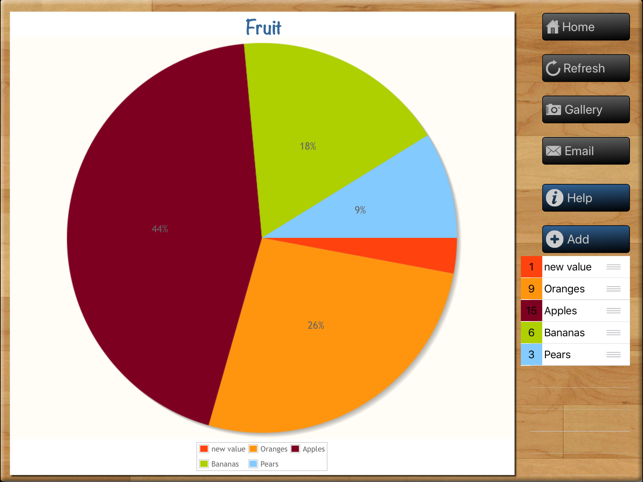 Fruit
18%
9%
44%
26%
new value Oranges Apples
Bananas Pears
Home
Refresh
Gallery
Email
Help
Add
1 new value
9 Oranges
15 Apples
6 Bananas
3 Pears